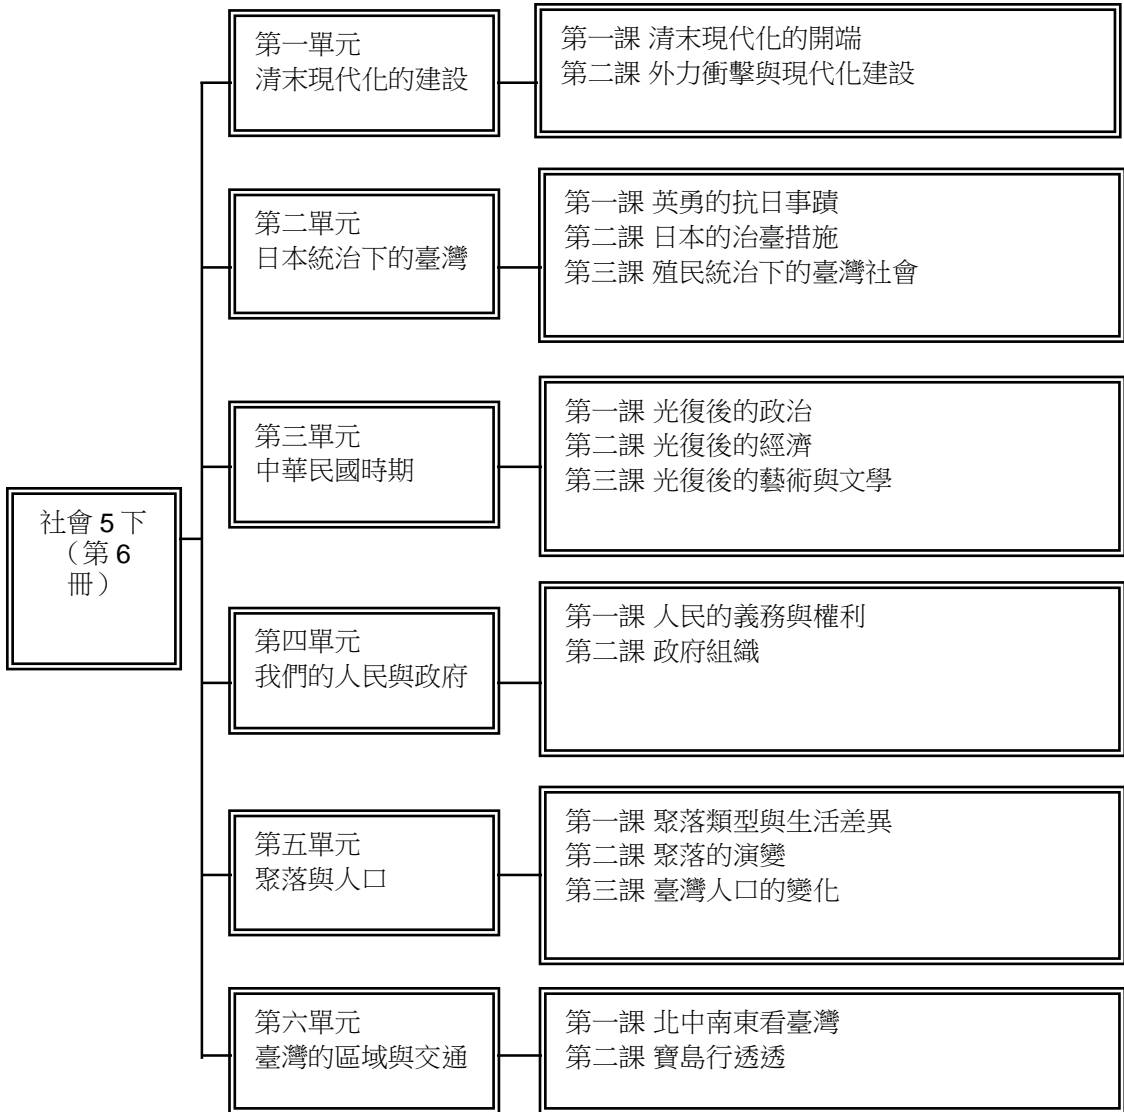 社會 5 下
（第 6
冊）
第一單元
清末現代化的建設
第一課 清末現代化的開端
第二課 外力衝擊與現代化建設
第二單元
日本統治下的臺灣
第一課 英勇的抗日事蹟
第二課 日本的治臺措施
第三課 殖民統治下的臺灣社會
第三單元
中華民國時期
第一課 光復後的政治
第二課 光復後的經濟
第三課 光復後的藝術與文學
第四單元
我們的人民與政府
第一課 人民的義務與權利
第二課 政府組織
第五單元
聚落與人口
第一課 聚落類型與生活差異
第二課 聚落的演變
第三課 臺灣人口的變化
第六單元
臺灣的區域與交通
第一課 北中南東看臺灣
第二課 寶島行透透